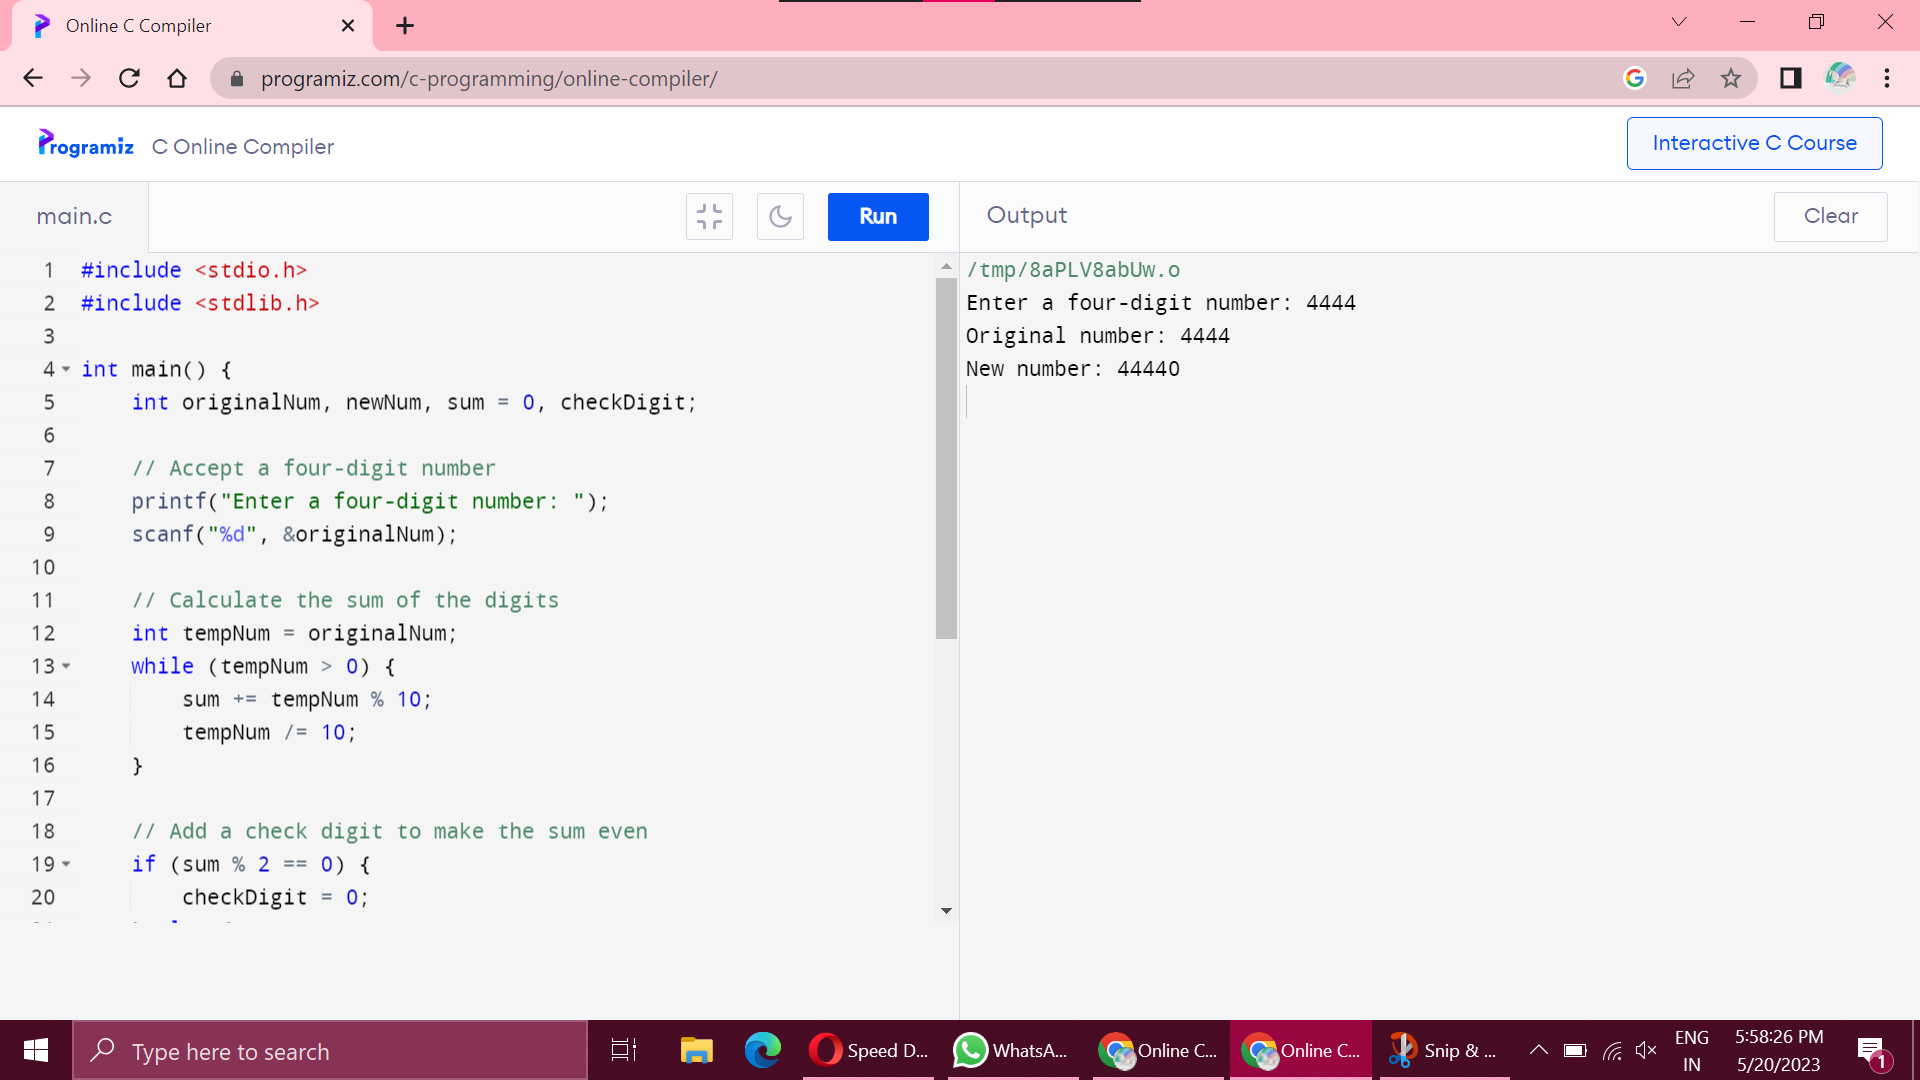 Online C Compiler
programiz.com/c-programming/online-compiler/
Programiz
C Online Compiler
Interactive C Course
main.c
Run
Output
Clear
1 #include <stdio.h>
2 #include <stdlib.h>
3
4 int main() {
5 int originalNum, newNum, sum = 0, checkDigit;
6
7 // Accept a four-digit number
8 printf("Enter a four-digit number: ");
9 scanf("%d", &originalNum);
10
11 // Calculate the sum of the digits
12 int tempNum = originalNum;
13 while (tempNum > 0) {
14 sum += tempNum % 10;
15 tempNum /= 10;
16 }
17
18 // Add a check digit to make the sum even
19 if (sum % 2 == 0) {
20 checkDigit = 0;
/tmp/8aPLV8abUw.o
Enter a four-digit number: 4444
Original number: 4444
New number: 44440
Type here to search
Speed D...
WhatsA...
Online C...
Online C...
Snip & ...
ENG
IN
5:58:26 PM
5/20/2023
1